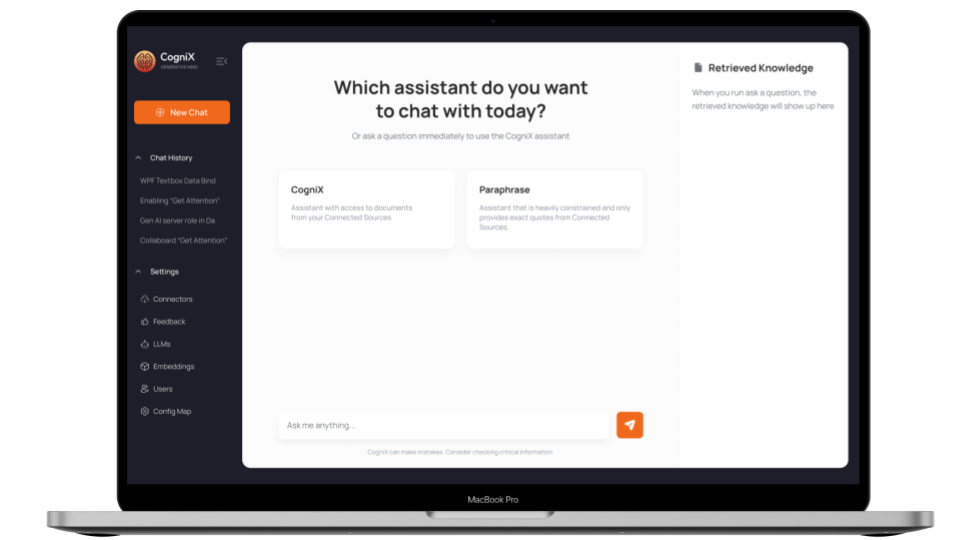 CogniX
GENERATIVE MIND
New Chat
Chat History
WPF Textbox Data Bind
Enabling "Get Attention"
Gen AI server role in Da
Collaboard "Get Attention"
Settings
Connectors
Feedback
LLMs
Embeddings
Users
Config Map
Which assistant do you want
to chat with today?
Or ask a question immediately to use the CogniX assistant
CogniX
Assistant with access to documents
from your Connected Sources
Paraphrase
Assistant that is heavily constrained and only
provides exact quotes from Connected
Sources.
Ask me anything...
CogniX can make mistakes. Consider checking critical information.
Retrieved Knowledge
When you run ask a question, the
retrieved knowledge will show up here
MacBook Pro